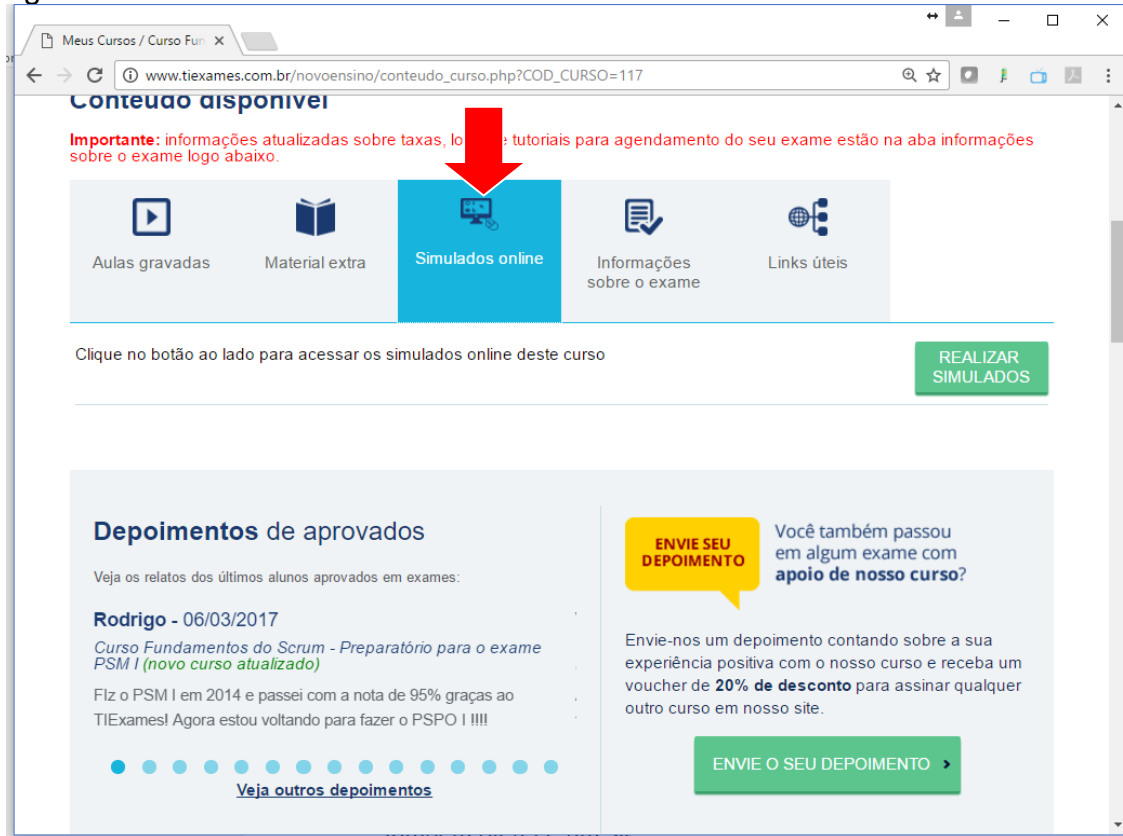 Meus Cursos / Curso Fun
www.tiexames.com.br/novoensino/conteudo_curso.php?COD_CURSO=117
Conteúdo disponível
Importante: informações atualizadas sobre taxas, e tutoriais para agendamento do seu exame estão na aba informações
sobre o exame logo abaixo.
Aulas gravadas
Material extra
Simulados online
Informações
sobre o exame
Links úteis
Clique no botão ao lado para acessar os simulados online deste curso
REALIZAR
SIMULADOS
Depoimentos de aprovados
Veja os relatos dos últimos alunos aprovados em exames:
Rodrigo - 06/03/2017
Curso Fundamentos do Scrum - Preparatório para o exame
PSM I (novo curso atualizado)
FIz o PSM I em 2014 e passei com a nota de 95% graças ao
TIExames! Agora estou voltando para fazer o PSPO I !!!!
Veja outros depoimentos
ENVIE SEU
DEPOIMENTO
Você também passou
em algum exame com
apoio de nosso curso?
Envie-nos um depoimento contando sobre a sua
experiência positiva com o nosso curso e receba um
voucher de 20% de desconto para assinar qualquer
outro curso em nosso site.
ENVIE O SEU DEPOIMENTO